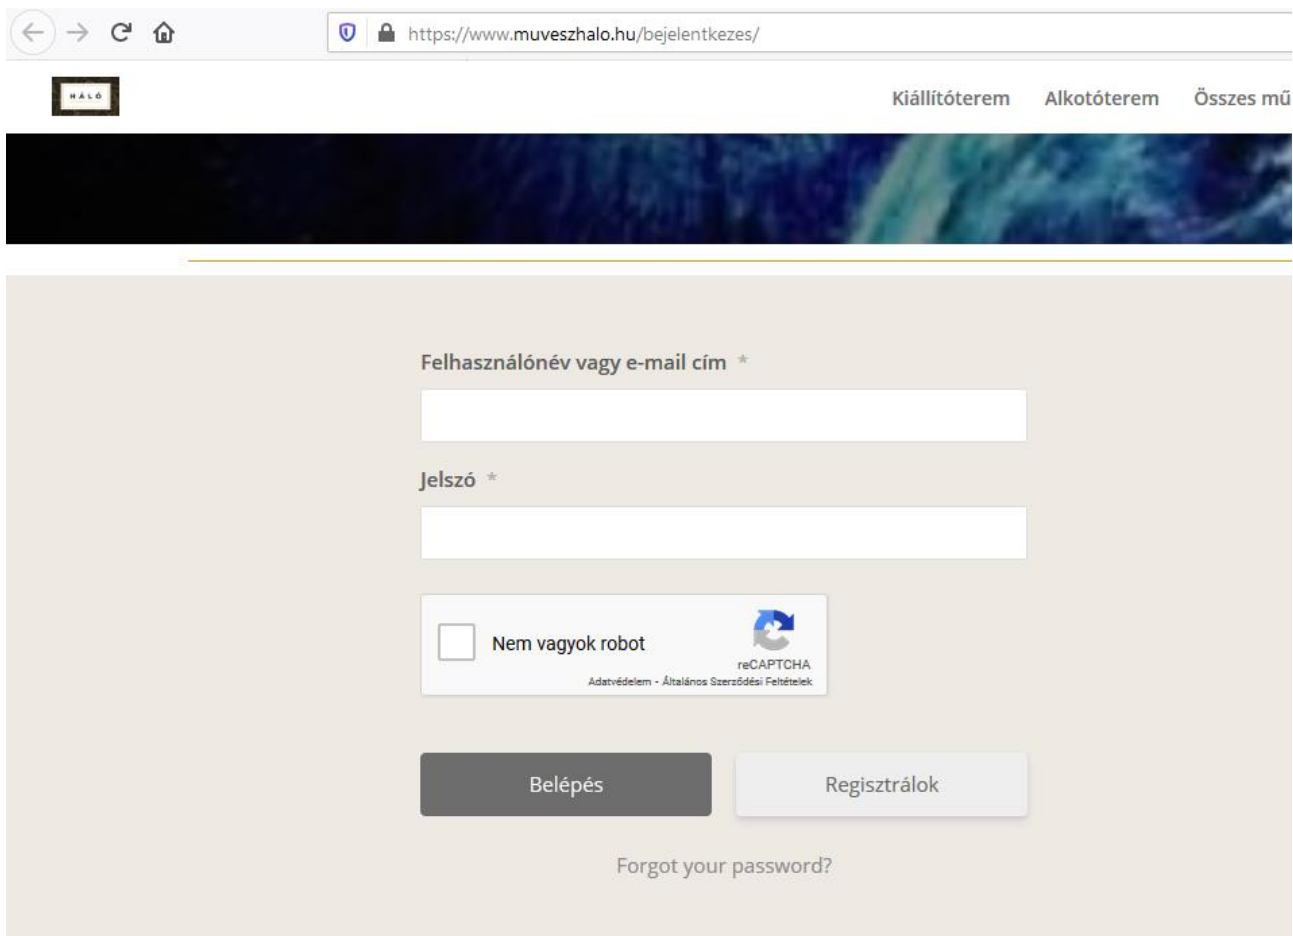 https://www.muveszhalo.hu/bejelentkezes/
HÁLÓ
Kiállítóterem Alkotóterem Összes mű
Felhasználónév vagy e-mail cím *
Jelszó *
Nem vagyok robot
reCAPTCHA
Adatvédelem - Általános Szerződési Feltételek
Belépés Regisztrálok
Forgot your password?